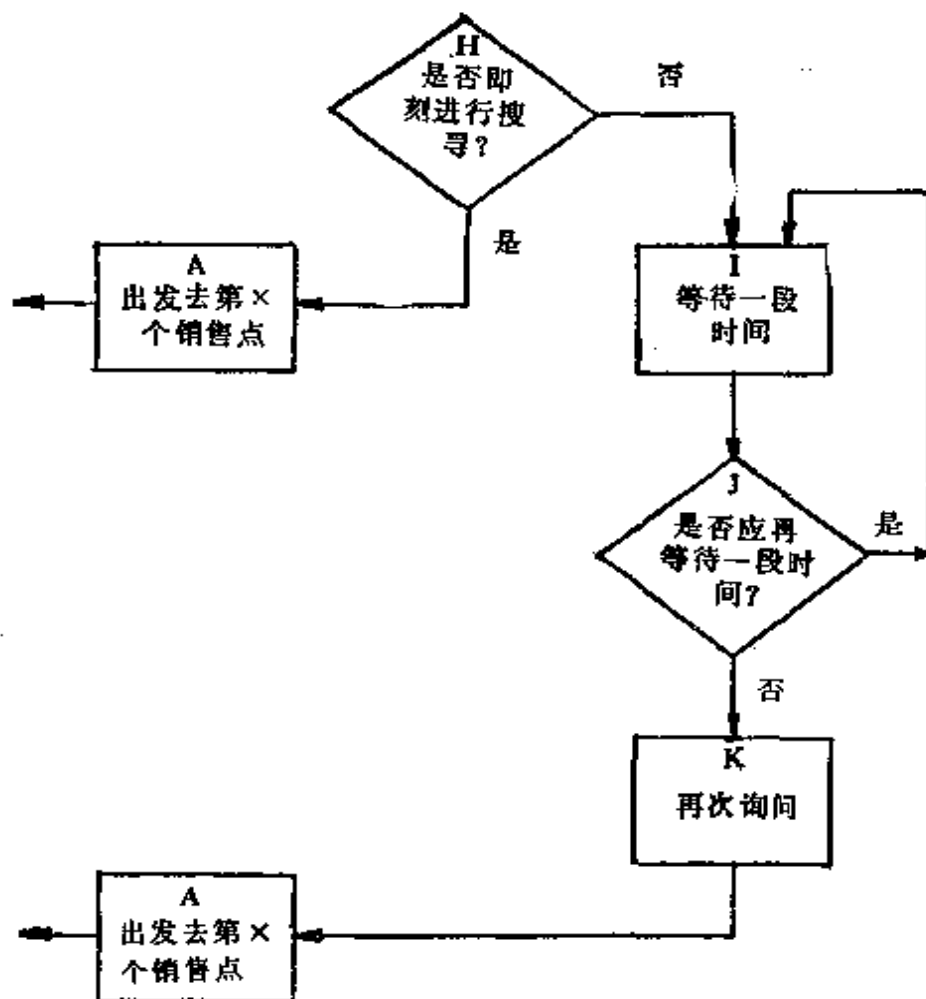 H
是否即
刻进行搜
寻?
否
是
A
出发去第×
个销售点
I
等待一段
时间
J
是否应再
等待一段时
间?
是
否
K
再次询问
A
出发去第×
个销售点